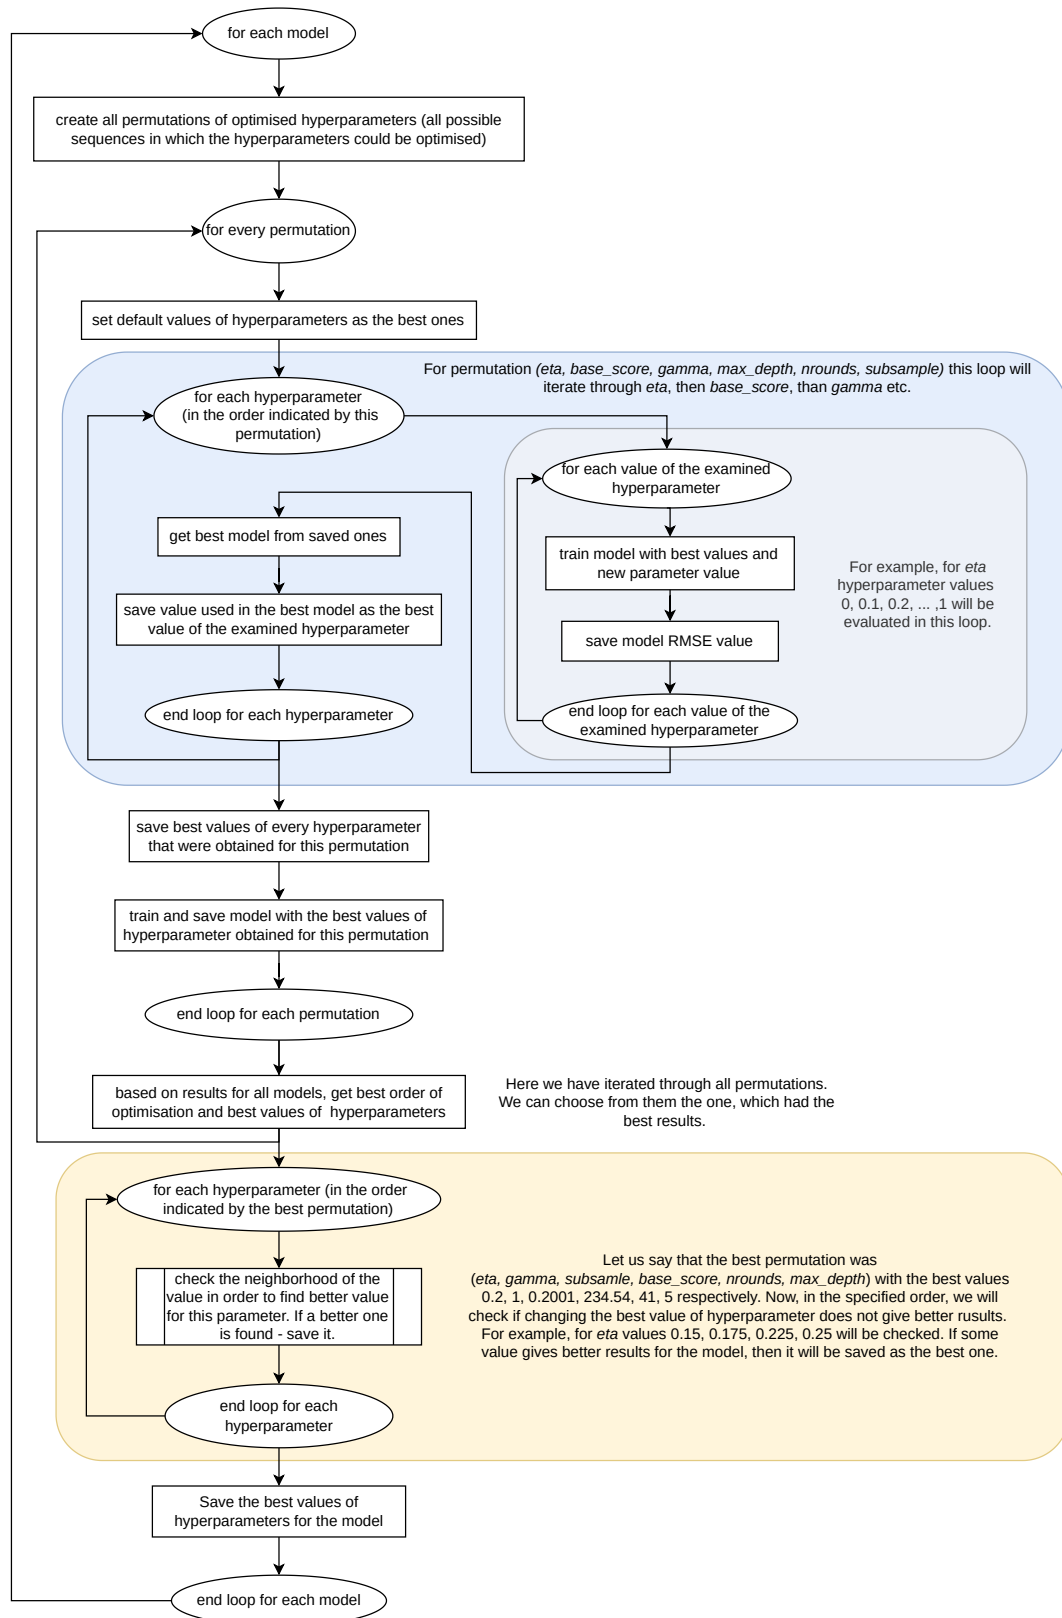 for each model
create all permutations of optimised hyperparameters (all possible
sequences in which the hyperparameters could be optimised)
for every permutation
set default values of hyperparameters as the best ones
For permutation (eta, base_score, gamma, max_depth, nrounds, subsample) this loop will
iterate through eta, then base_score, than gamma etc.
for each hyperparameter
(in the order indicated by this
permutation)
for each value of the examined
hyperparameter
get best model from saved ones
train model with best values and
new parameter value
For example, for eta
hyperparameter values
0, 0.1, 0.2, ... ,1 will be
evaluated in this loop.
save value used in the best model as the best
value of the examined hyperparameter
save model RMSE value
end loop for each hyperparameter
end loop for each value of the
examined hyperparameter
save best values of every hyperparameter
that were obtained for this permutation
train and save model with the best values of
hyperparameter obtained for this permutation
end loop for each permutation
based on results for all models, get best order of
optimisation and best values of  hyperparameters
Here we have iterated through all permutations.
We can choose from them the one, which had the
best results.
for each hyperparameter (in the order
indicated by the best permutation)
check the neighborhood of the
value in order to find better value
for this parameter. If a better one
is found - save it.
Let us say that the best permutation was
(eta, gamma, subsamle, base_score, nrounds, max_depth) with the best values
0.2, 1, 0.2001, 234.54, 41, 5 respectively. Now, in the specified order, we will
check if changing the best value of hyperparameter does not give better rusults.
For example, for eta values 0.15, 0.175, 0.225, 0.25 will be checked. If some
value gives better results for the model, then it will be saved as the best one.
end loop for each
hyperparameter
Save the best values of
hyperparameters for the model
end loop for each model